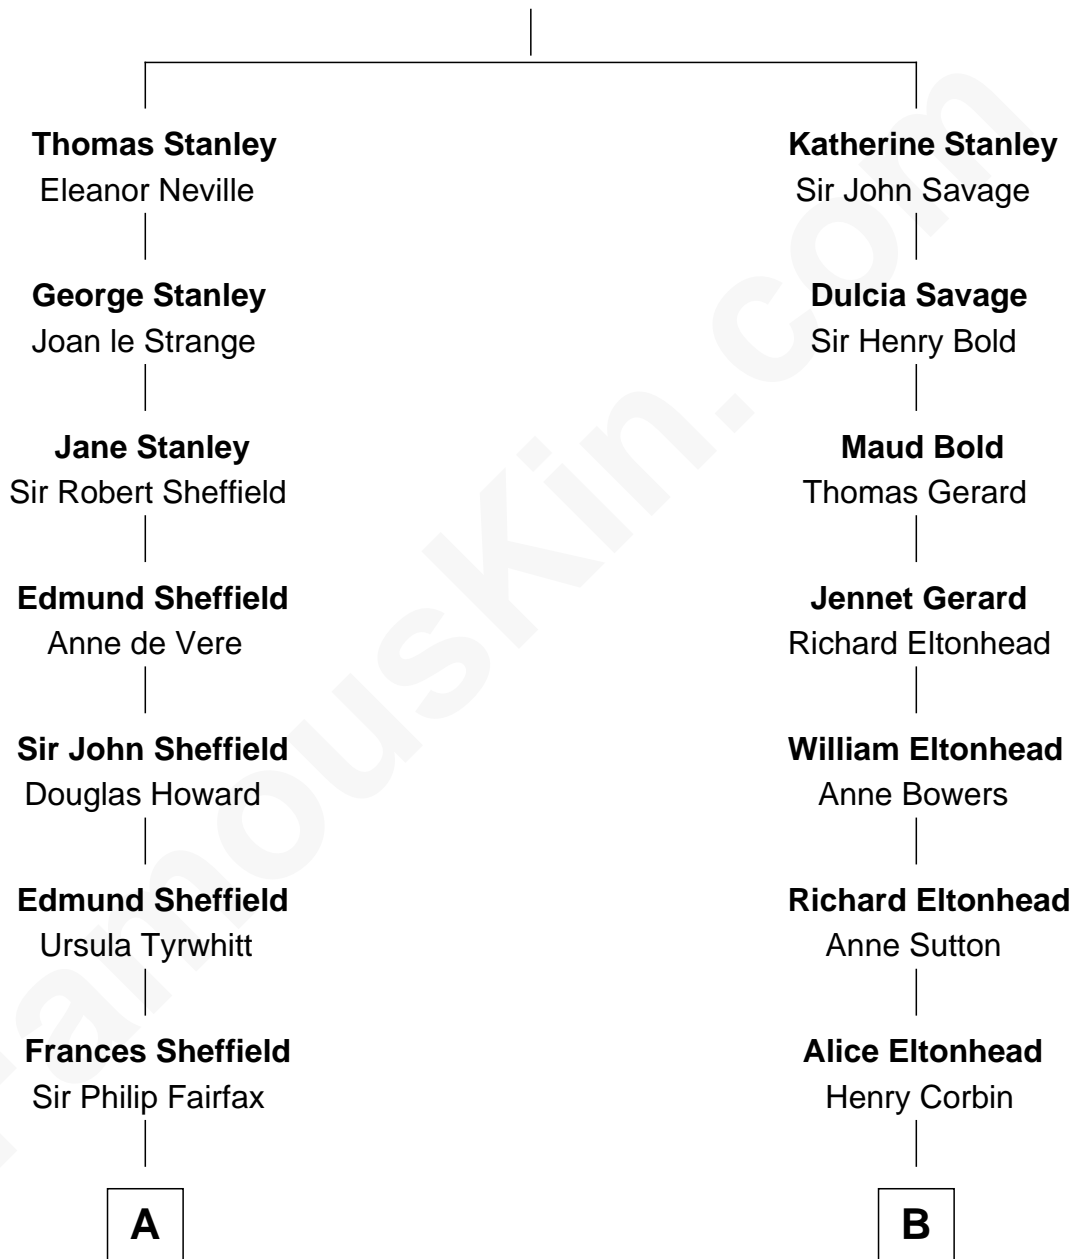 Thomas Stanley
Eleanor Neville
George Stanley
Joan le Strange
Jane Stanley
Sir Robert Sheffield
Edmund Sheffield
Anne de Vere
Sir John Sheffield
Douglas Howard
Edmund Sheffield
Ursula Tyrwhitt
Frances Sheffield
Sir Philip Fairfax
A
Katherine Stanley
Sir John Savage
Dulcia Savage
Sir Henry Bold
Maud Bold
Thomas Gerard
Jennet Gerard
Richard Eltonhead
William Eltonhead
Anne Bowers
Richard Eltonhead
Anne Sutton
Alice Eltonhead
Henry Corbin
B
FamousKin.com